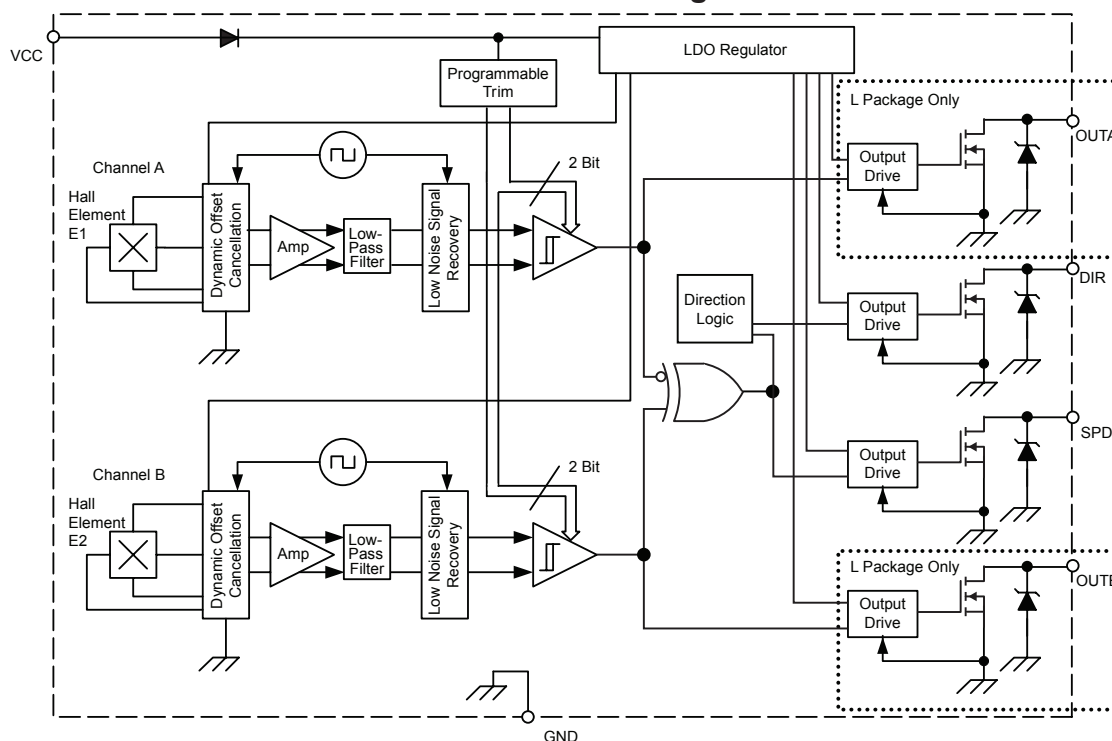 VCC
LDO Regulator
Programmable
Trim
L Package Only
OUTA
Output
Drive
2 Bit
Channel A
Hall
Element
E1
Dynamic Offset
Cancellation
Amp
Low-
Pass
Filter
Low Noise Signal
Recovery
DIR
Output
Drive
Direction
Logic
SPD
Output
Drive
2 Bit
Channel B
Hall
Element
E2
Dynamic Offset
Cancellation
Amp
Low-
Pass
Filter
Low Noise Signal
Recovery
L Package Only
Output
Drive
GND